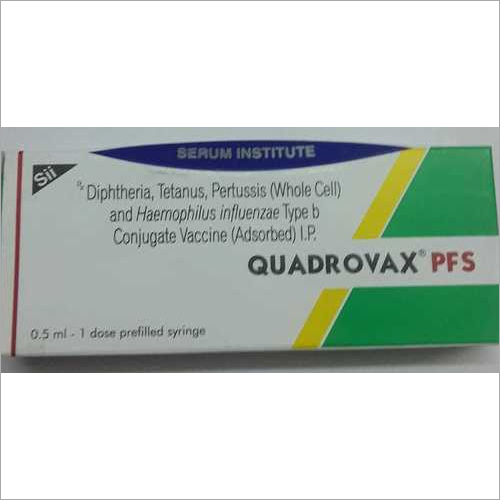 SERUM INSTITUTE
Sii
℞ Diphtheria, Tetanus, Pertussis (Whole Cell)
and Haemophilus influenzae Type b
Conjugate Vaccine (Adsorbed) I.P.
QUADROVAX® PFS
0.5 ml - 1 dose prefilled syringe